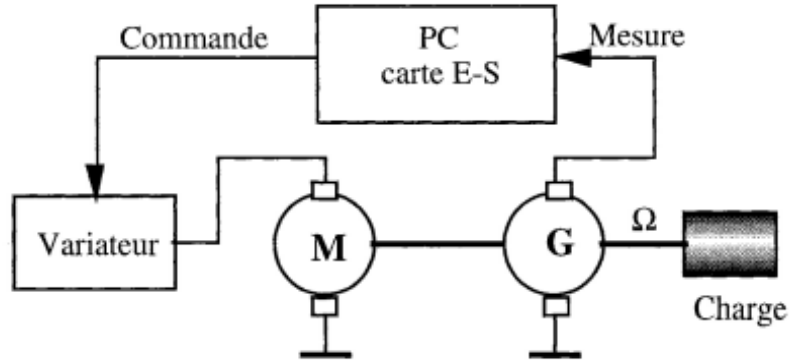 Commande
PC
carte E-S
Mesure
Variateur
M
G
Ω
Charge